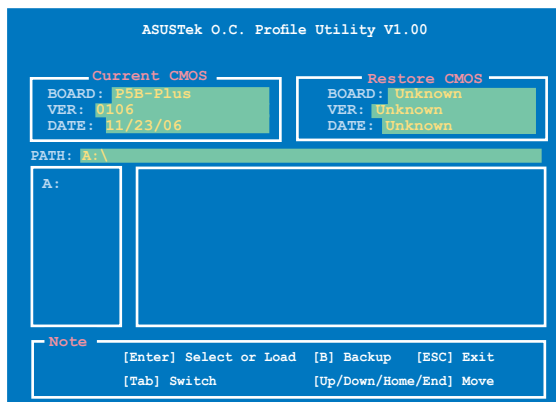 ASUSTek O.C. Profile Utility V1.00
Current CMOS
BOARD: P5B-Plus
VER: 0106
DATE: 11/23/06
Restore CMOS
BOARD: Unknown
VER: Unknown
DATE: Unknown
PATH: A:\
A:
Note
[Enter] Select or Load [B] Backup [ESC] Exit
[Tab] Switch [Up/Down/Home/End] Move